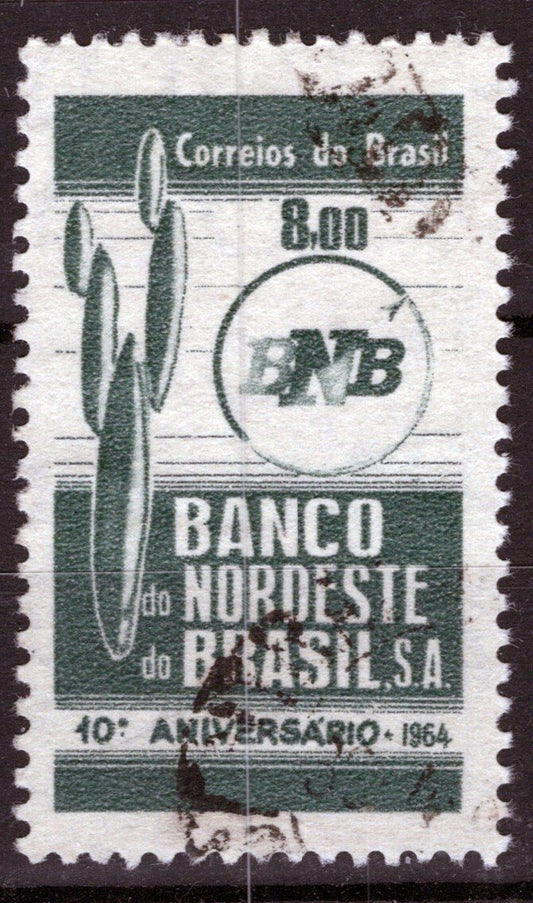 Correios do Brasil
8,00
BNB
BANCO
do NORDESTE
do BRASIL, S.A.
10º ANIVERSÁRIO - 1964